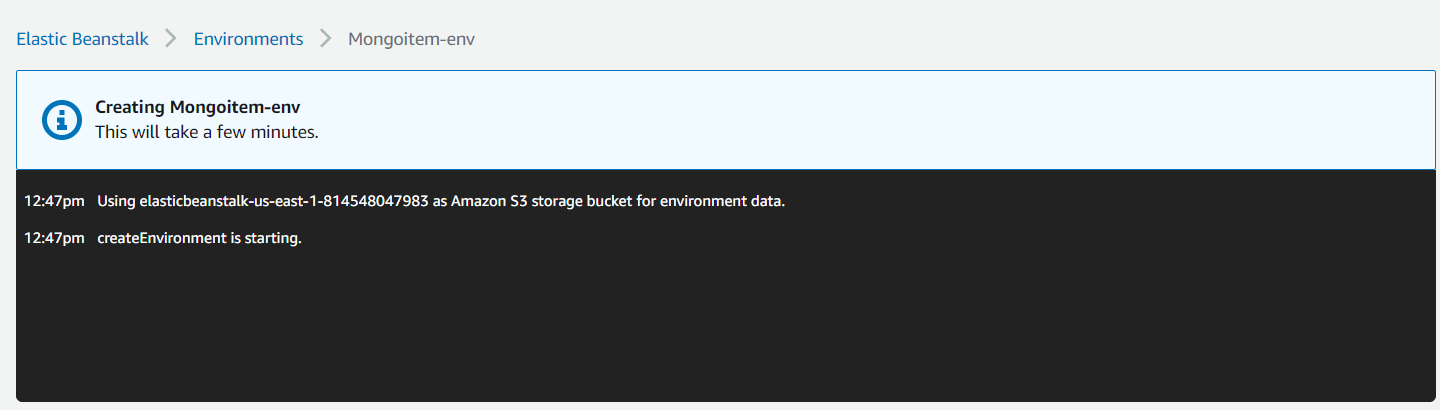 Elastic Beanstalk > Environments > Mongoitem-env
Creating Mongoitem-env
This will take a few minutes.
12:47pm Using elasticbeanstalk-us-east-1-814548047983 as Amazon S3 storage bucket for environment data.
12:47pm createEnvironment is starting.